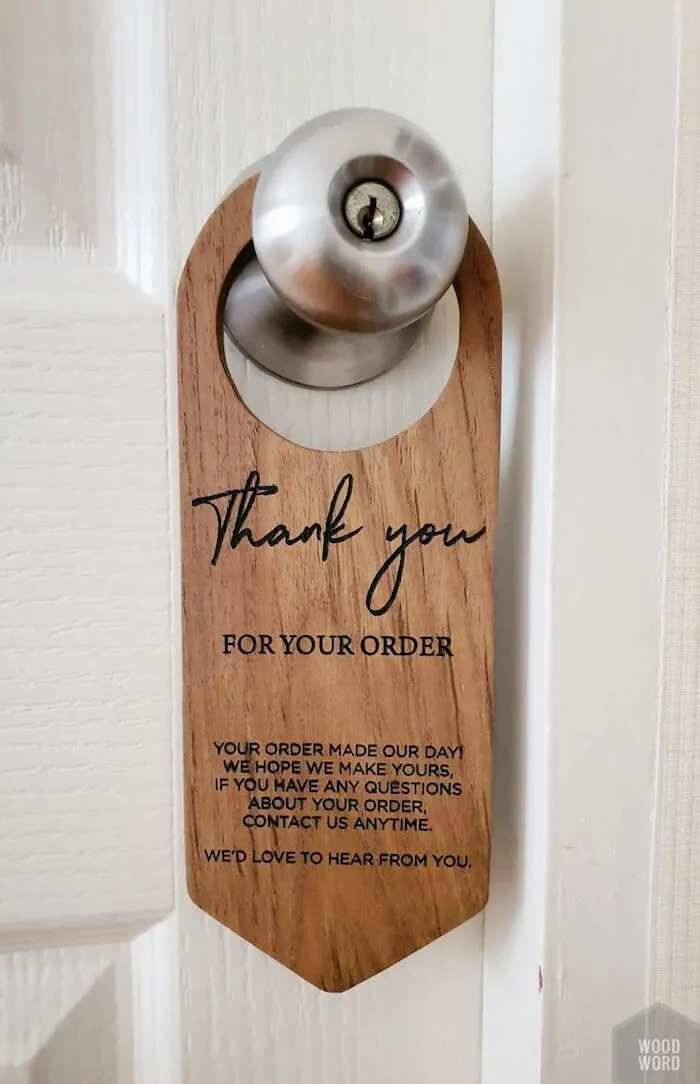 Thank you
FOR YOUR ORDER
YOUR ORDER MADE OUR DAY!
WE HOPE WE MAKE YOURS,
IF YOU HAVE ANY QUESTIONS
ABOUT YOUR ORDER,
CONTACT US ANYTIME.
WE'D LOVE TO HEAR FROM YOU.
WOOD
WORD